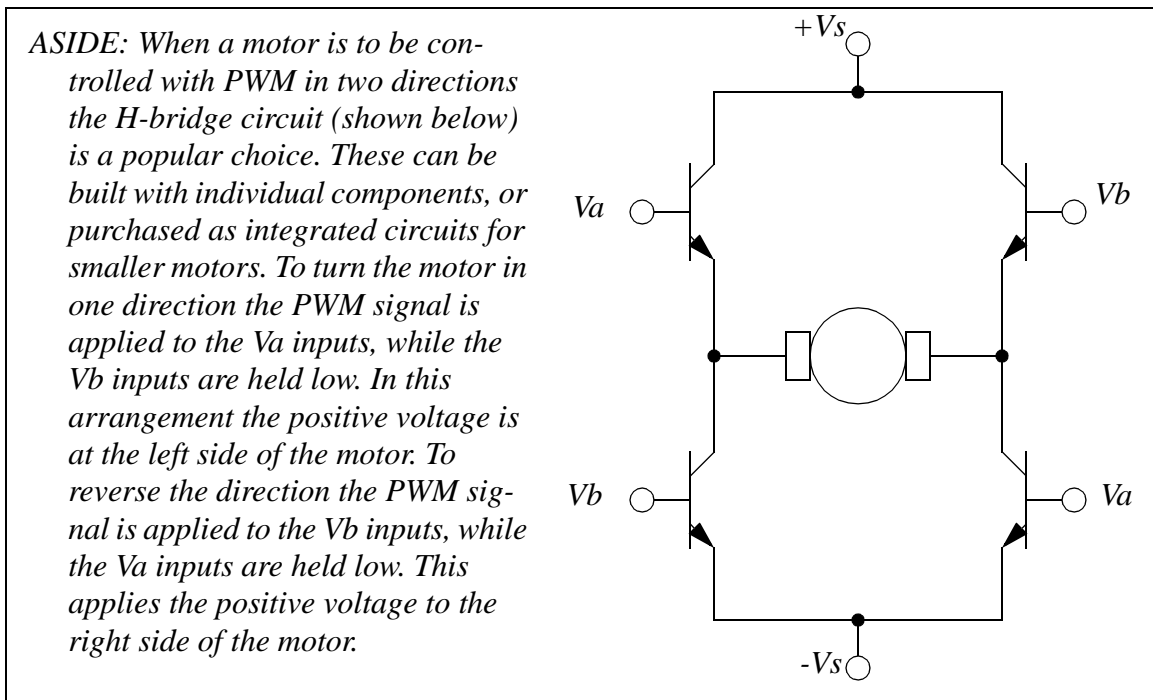 ASIDE: When a motor is to be con-
trolled with PWM in two directions
the H-bridge circuit (shown below)
is a popular choice. These can be
built with individual components, or
purchased as integrated circuits for
smaller motors. To turn the motor in
one direction the PWM signal is
applied to the Va inputs, while the
Vb inputs are held low. In this
arrangement the positive voltage is
at the left side of the motor. To
reverse the direction the PWM sig-
nal is applied to the Vb inputs, while
the Va inputs are held low. This
applies the positive voltage to the
right side of the motor.
+Vs
Va
Vb
Vb
Va
-Vs